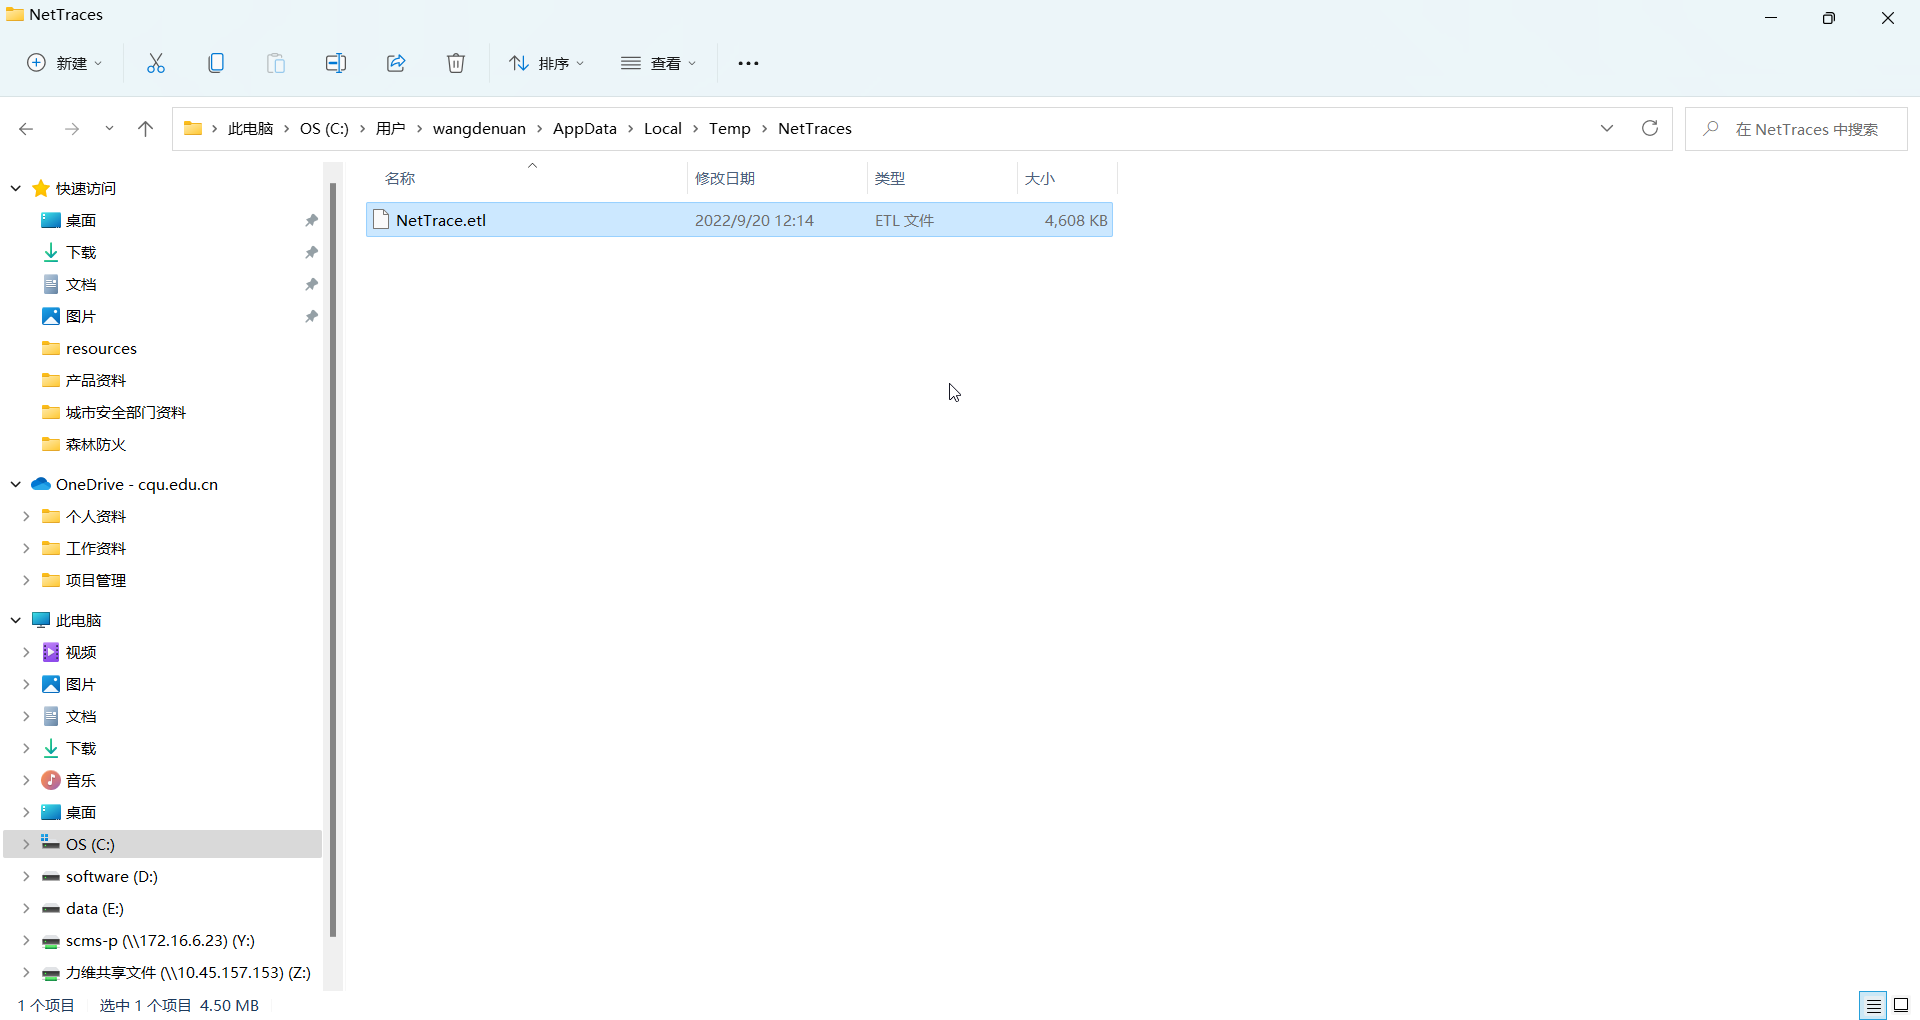 NetTraces
新建
排序
查看
此电脑 OS (C:) 用户 wangdenuan AppData Local Temp NetTraces
在 NetTraces 中搜索
名称 修改日期 类型 大小
NetTrace.etl 2022/9/20 12:14 ETL 文件 4,608 KB
快速访问
桌面
下载
文档
图片
resources
产品资料
城市安全部门资料
森林防火
OneDrive - cqu.edu.cn
个人资料
工作资料
项目管理
此电脑
视频
图片
文档
下载
音乐
桌面
OS (C:)
software (D:)
data (E:)
scms-p (\\172.16.6.23) (Y:)
力维共享文件 (\\10.45.157.153) (Z:)
1 个项目 选中 1 个项目 4.50 MB